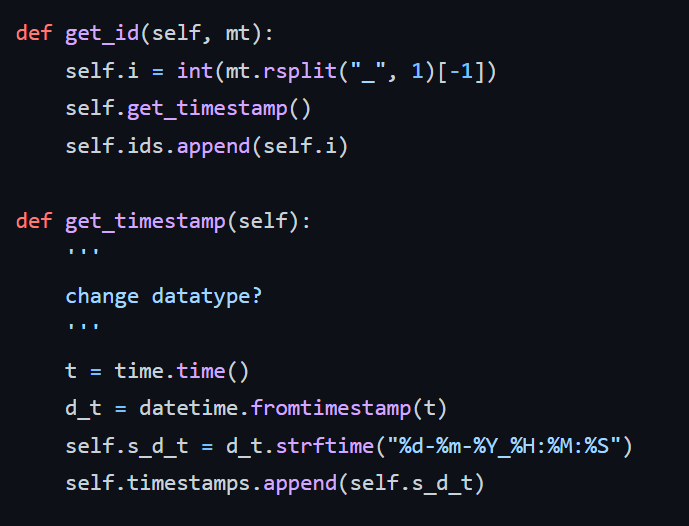 def get_id(self, mt):
    self.i = int(mt.rsplit("_", 1)[-1])
    self.get_timestamp()
    self.ids.append(self.i)

def get_timestamp(self):
    '''
    change datatype?
    '''
    t = time.time()
    d_t = datetime.fromtimestamp(t)
    self.s_d_t = d_t.strftime("%d-%m-%Y_%H:%M:%S")
    self.timestamps.append(self.s_d_t)